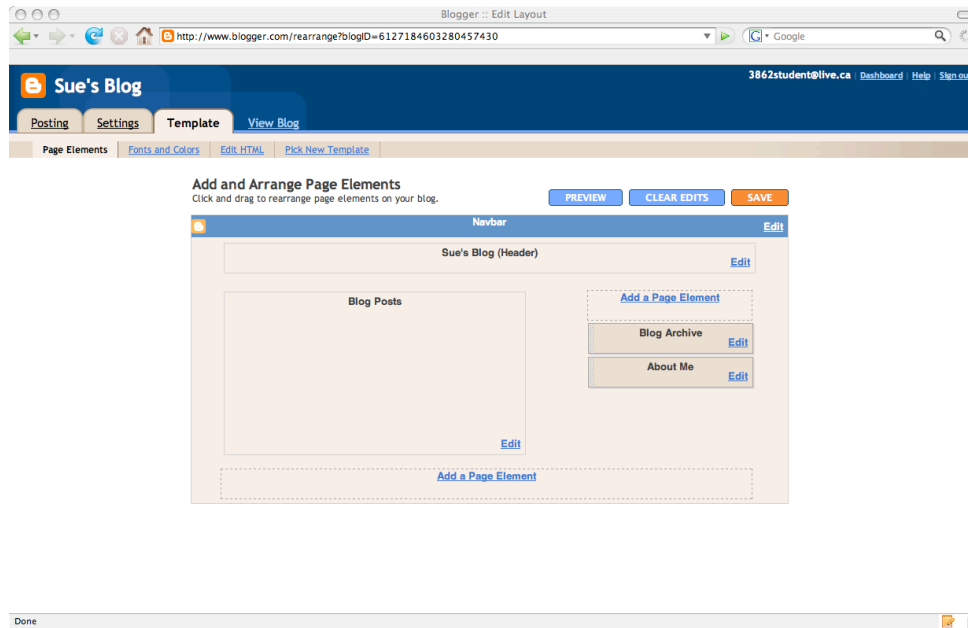 Blogger :: Edit Layout
http://www.blogger.com/rearrange?blogID=6127184603280457430
G Google
3862student@live.ca | Dashboard | Help | Sign ou
Sue's Blog
Posting Settings Template View Blog
Page Elements Fonts and Colors Edit HTML Pick New Template
Add and Arrange Page Elements
Click and drag to rearrange page elements on your blog.
PREVIEW CLEAR EDITS SAVE
Navbar
Edit
Sue's Blog (Header)
Edit
Blog Posts
Edit
Add a Page Element
Blog Archive
Edit
About Me
Edit
Add a Page Element
Done